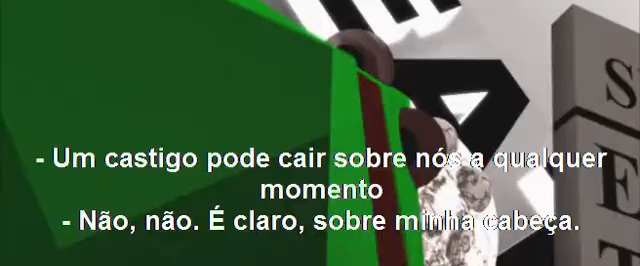 - Um castigo pode cair sobre nós a qualquer
momento
- Não, não. É claro, sobre minha cabeça.
S
E